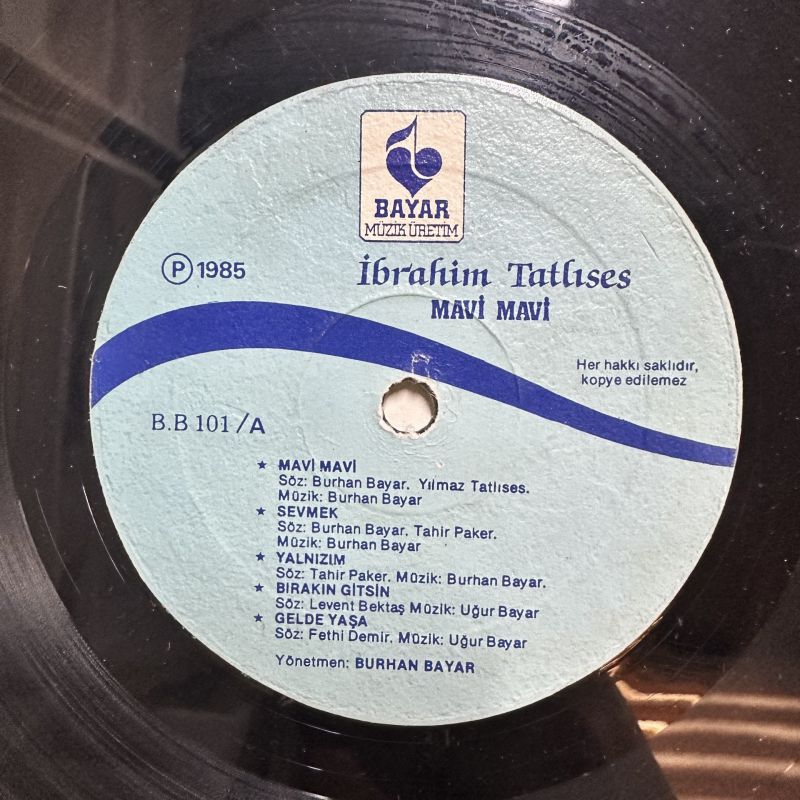 BAYAR
MÜZİK ÜRETİM
Ⓟ 1985
İbrahim Tatlıses
MAVİ MAVİ
Her hakkı saklıdır,
kopye edilemez
B.B 101/A
★ MAVİ MAVİ
Söz: Burhan Bayar. Yılmaz Tatlıses.
Müzik: Burhan Bayar
★ SEVMEK
Söz: Burhan Bayar. Tahir Paker.
Müzik: Burhan Bayar
★ YALNIZIM
Söz: Tahir Paker. Müzik: Burhan Bayar.
★ BIRAKIN GİTSİN
Söz: Levent Bektaş Müzik: Uğur Bayar
★ GELDE YAŞA
Söz: Fethi Demir. Müzik: Uğur Bayar
Yönetmen: BURHAN BAYAR